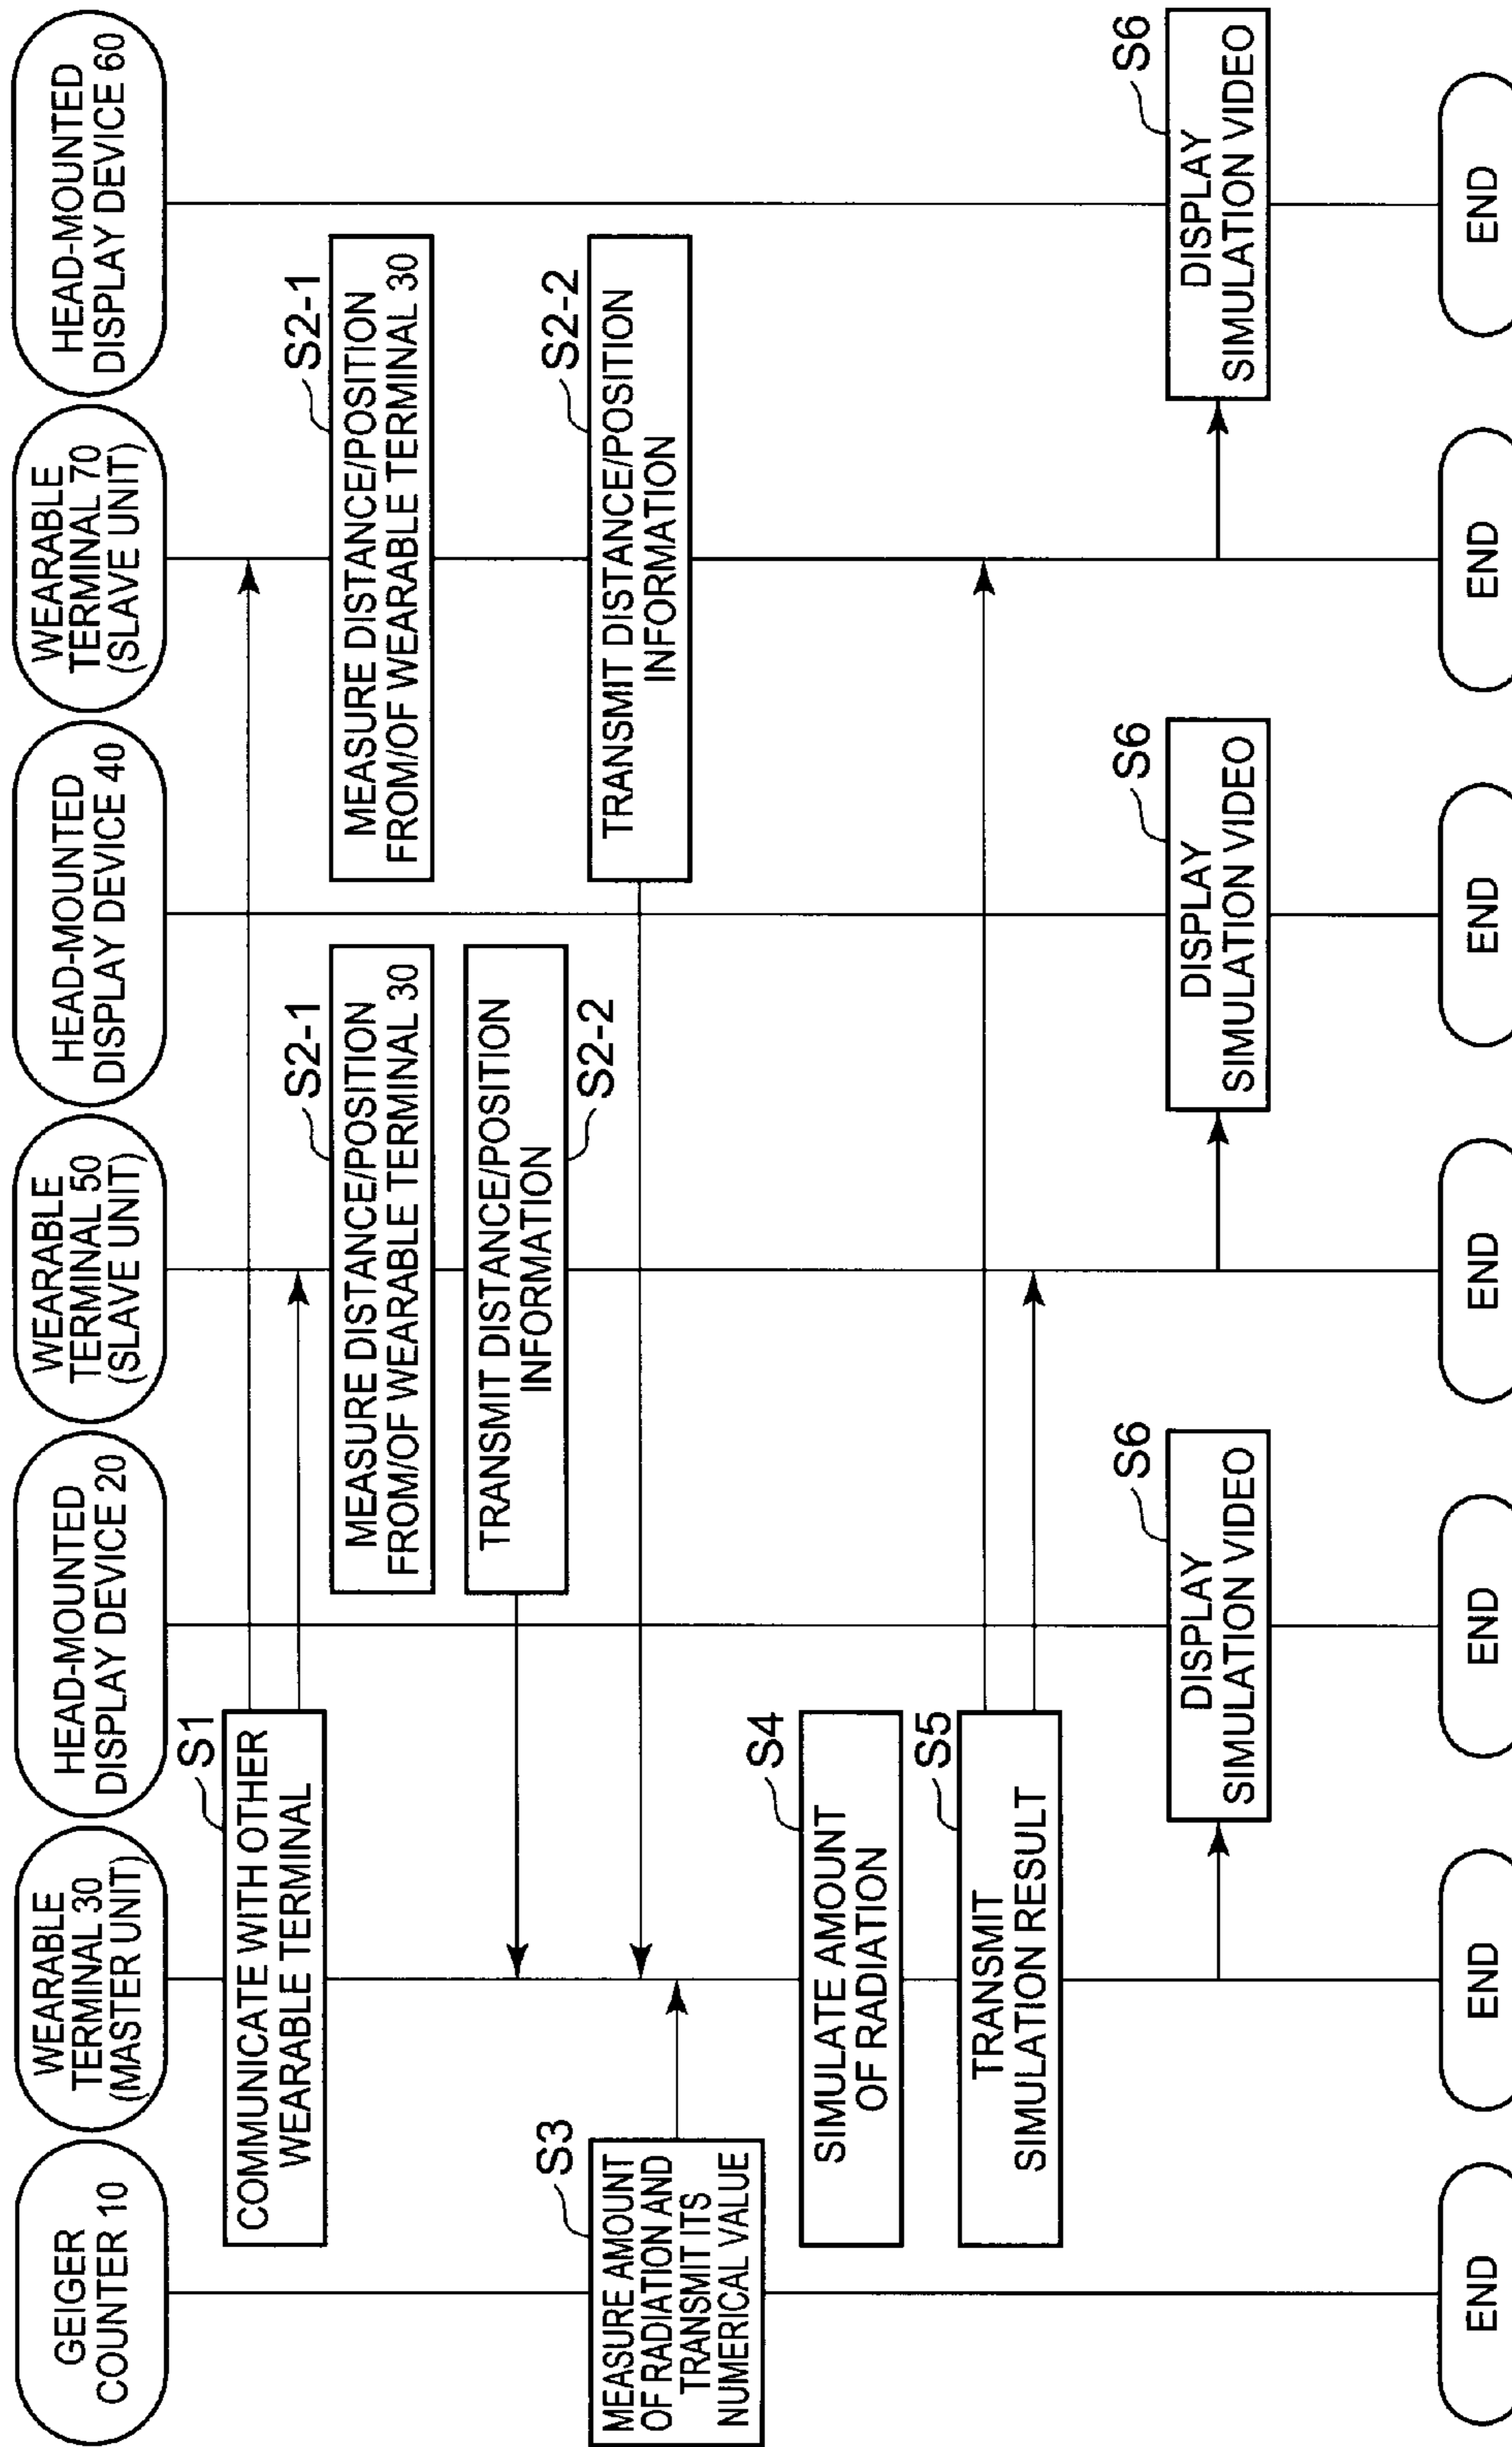 GEIGER
COUNTER 10
WEARABLE
TERMINAL 30
(MASTER UNIT)
HEAD-MOUNTED
DISPLAY DEVICE 20
WEARABLE
TERMINAL 50
(SLAVE UNIT)
HEAD-MOUNTED
DISPLAY DEVICE 40
WEARABLE
TERMINAL 70
(SLAVE UNIT)
HEAD-MOUNTED
DISPLAY DEVICE 60
S1
COMMUNICATE WITH OTHER
WEARABLE TERMINAL
S2-1
MEASURE DISTANCE/POSITION
FROM/OF WEARABLE TERMINAL 30
S2-1
MEASURE DISTANCE/POSITION
FROM/OF WEARABLE TERMINAL 30
TRANSMIT DISTANCE/POSITION
INFORMATION
S2-2
S2-2
TRANSMIT DISTANCE/POSITION
INFORMATION
S3
MEASURE AMOUNT
OF RADIATION AND
TRANSMIT ITS
NUMERICAL VALUE
S4
SIMULATE AMOUNT
OF RADIATION
S5
TRANSMIT
SIMULATION RESULT
S6
DISPLAY
SIMULATION VIDEO
S6
DISPLAY
SIMULATION VIDEO
S6
DISPLAY
SIMULATION VIDEO
END
END
END
END
END
END
END